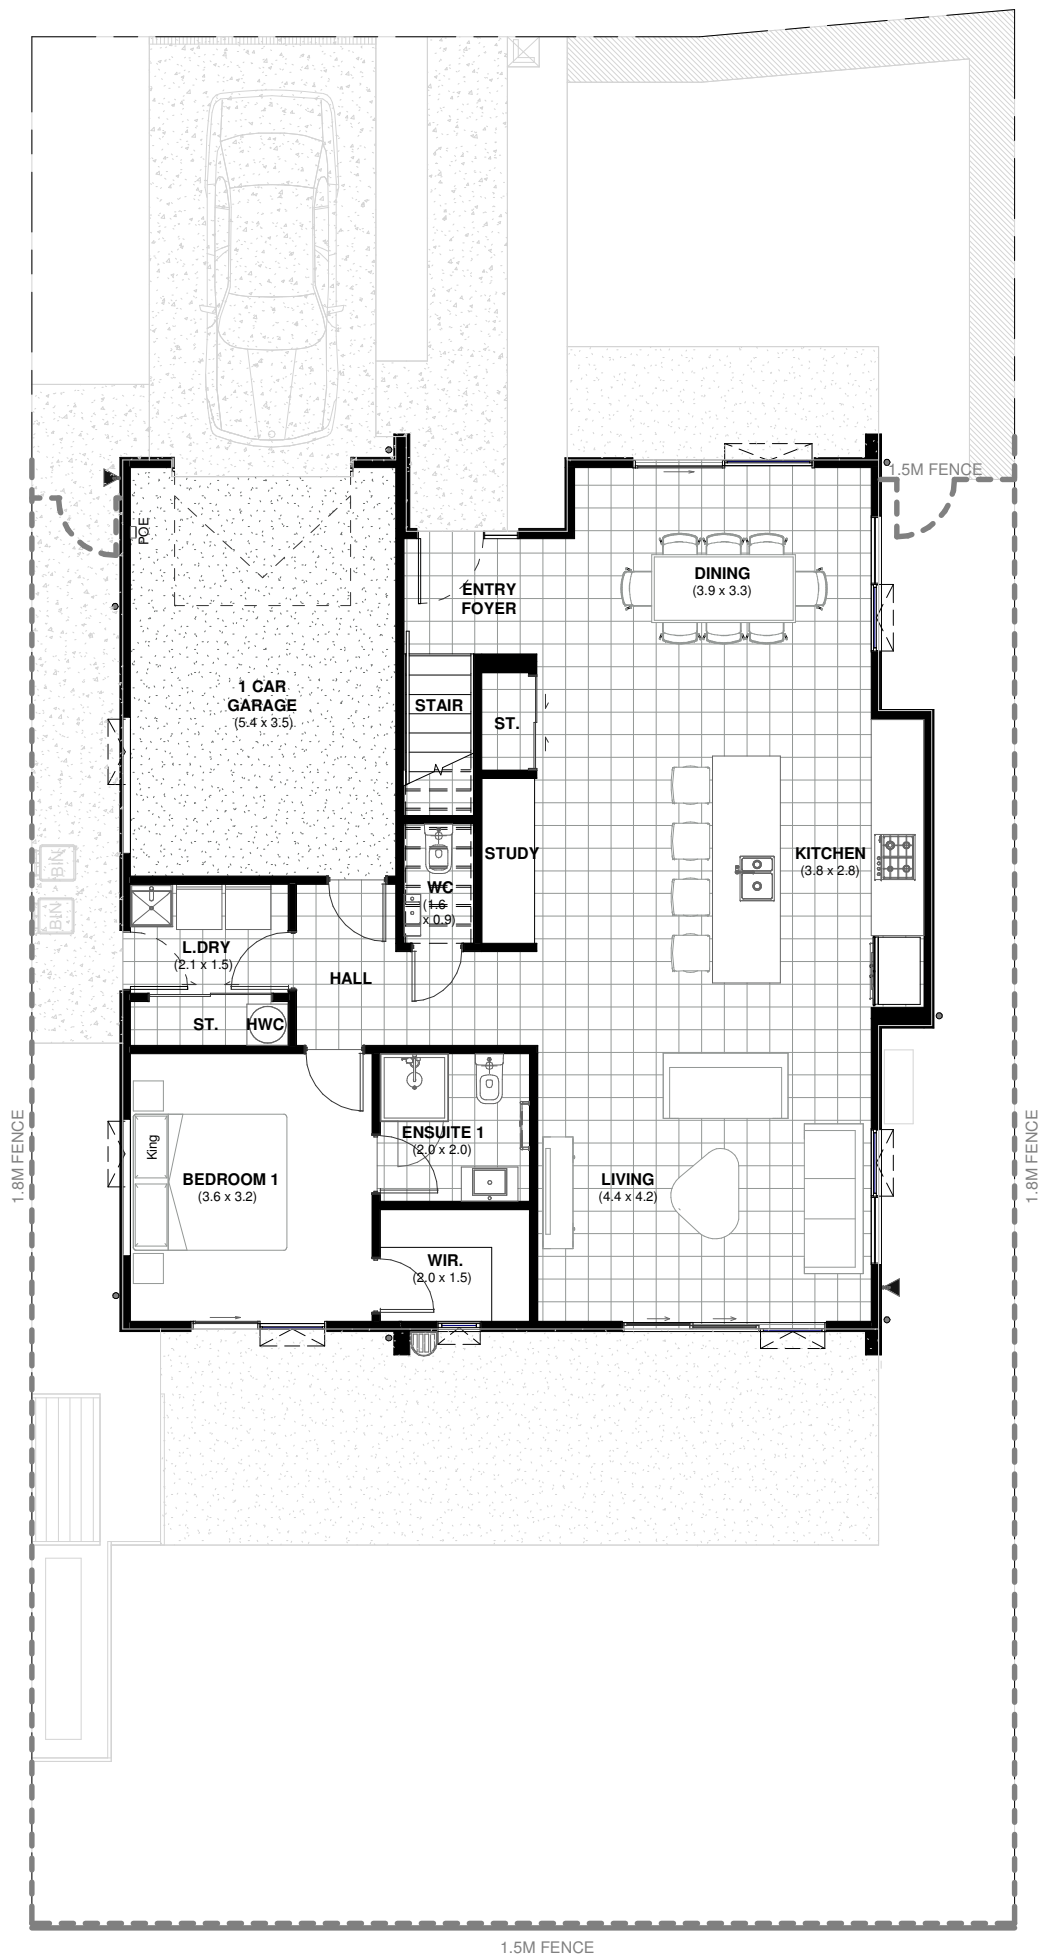 1.5M FENCE
POE
ENTRY
FOYER
DINING
(3.9 x 3.3)
1 CAR
GARAGE
(5.4 x 3.5)
STAIR
ST.
BIN
BIN
STUDY
KITCHEN
(3.8 x 2.8)
WC
(1.6
x 0.9)
L.DRY
(2.1 x 1.5)
HALL
ST.
HWC
King
BEDROOM 1
(3.6 x 3.2)
ENSUITE 1
(2.0 x 2.0)
LIVING
(4.4 x 4.2)
WIR.
(2.0 x 1.5)
1.8M FENCE
1.8M FENCE
1.5M FENCE